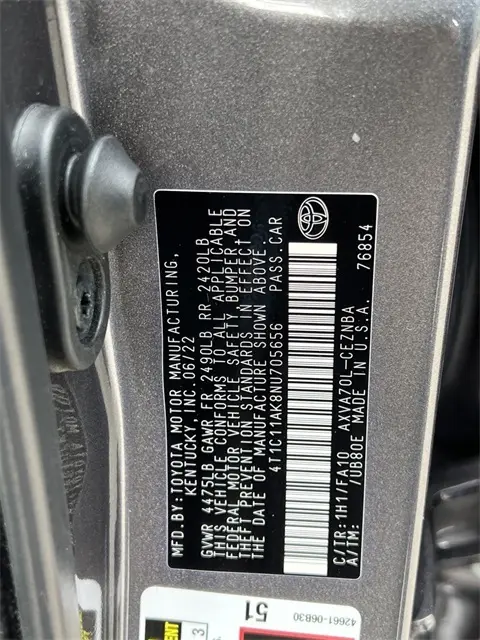 MFD.BY:TOYOTA MOTOR MANUFACTURING,
KENTUCKY, INC.06/22
GVWR 4475LB GAWR FR 2490LB RR 2420LB
THIS VEHICLE CONFORMS TO ALL APPLICABLE
FEDERAL MOTOR VEHICLE SAFETY, BUMPER AND
THEFT PREVENTION STANDARDS IN EFFECT ON
THE DATE OF MANUFACTURE SHOWN ABOVE.
4T1C11AK8NU705656 PASS. CAR
C/TR:1H17/FA10 AXVA70L-CEZNBA
A/TM: /UB80E MADE IN U.S.A. 76854
42661-06B30
51
3